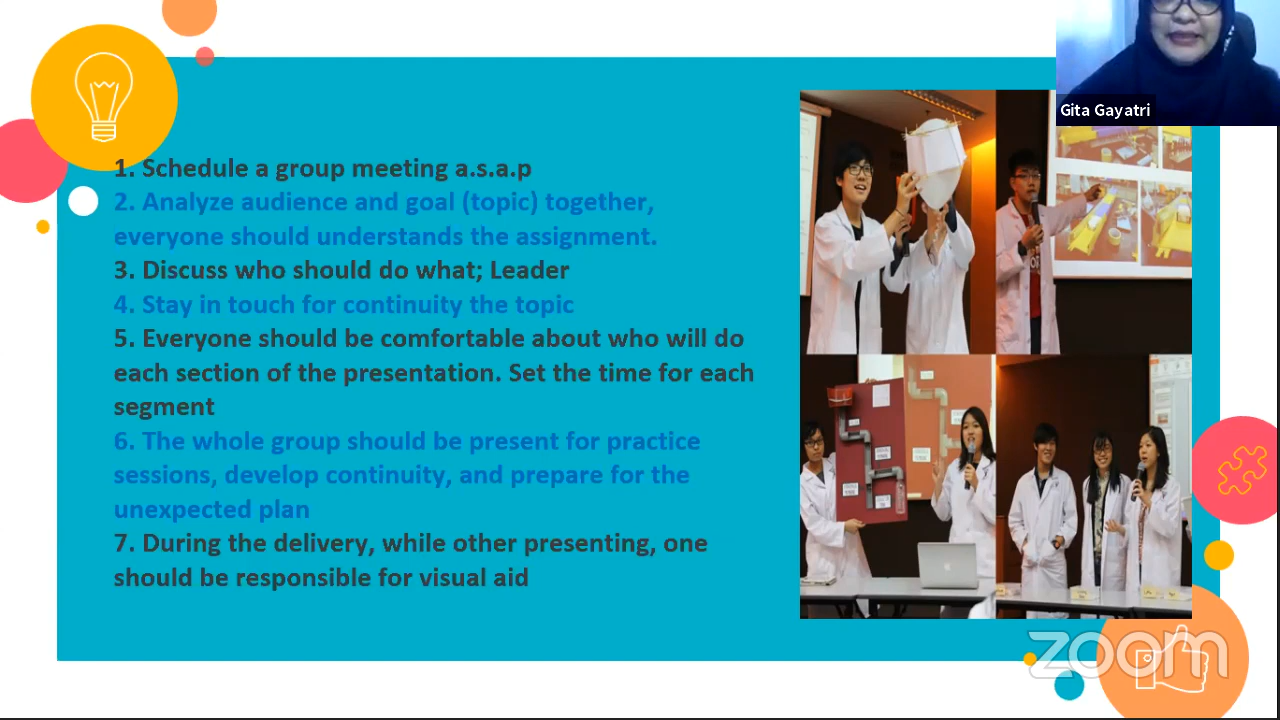 Gita Gayatri
1. Schedule a group meeting a.s.a.p
2. Analyze audience and goal (topic) together,
everyone should understands the assignment.
3. Discuss who should do what; Leader
4. Stay in touch for continuity the topic
5. Everyone should be comfortable about who will do
each section of the presentation. Set the time for each
segment
6. The whole group should be present for practice
sessions, develop continuity, and prepare for the
unexpected plan
7. During the delivery, while other presenting, one
should be responsible for visual aid
zoom